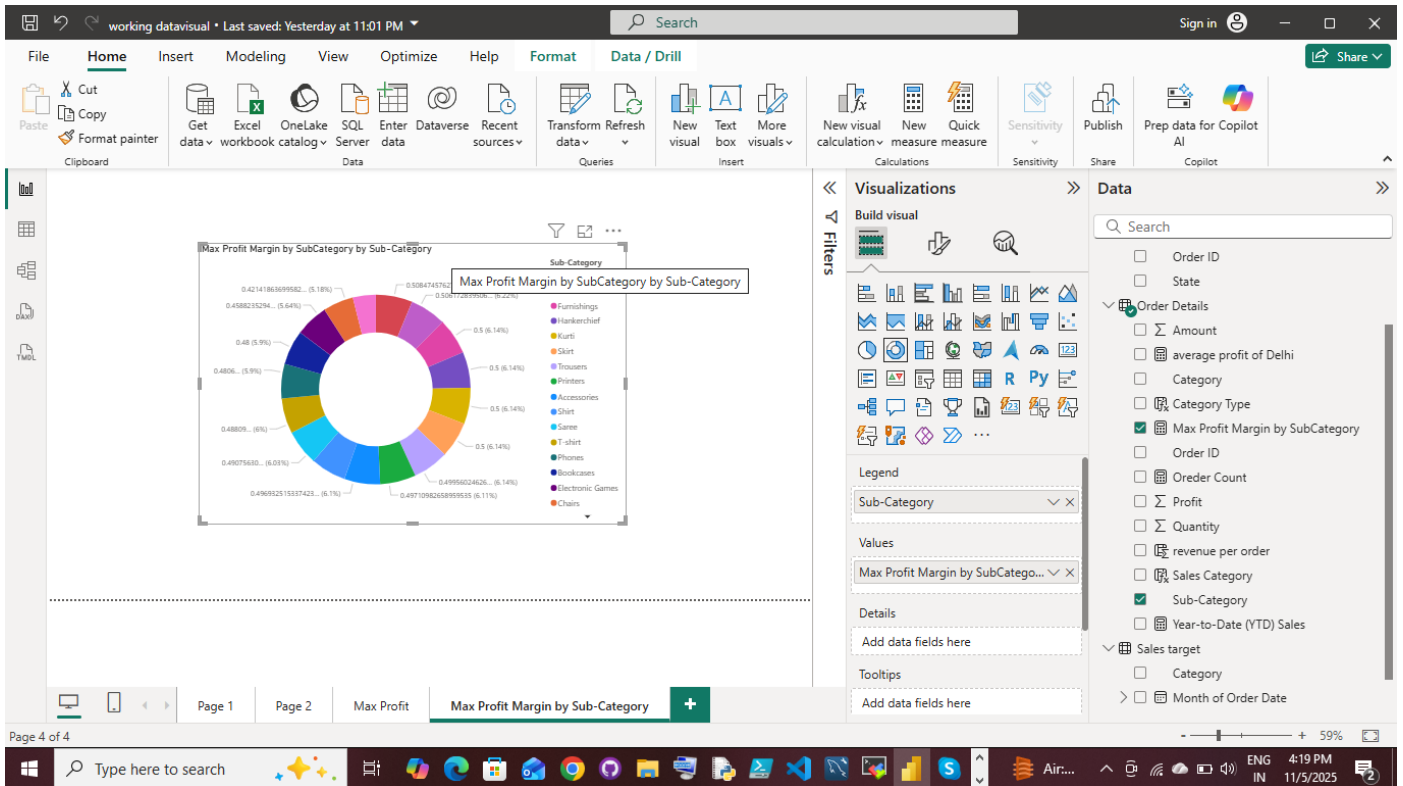 working datavisual • Last saved: Yesterday at 11:01 PM
Search
Sign in
File Home Insert Modeling View Optimize Help Format Data / Drill
Share
Paste
Cut
Copy
Format painter
Clipboard
Get data
Excel workbook
OneLake catalog
SQL Server
Enter data
Dataverse
Recent sources
Data
Transform data
Refresh
Queries
New visual
Text box
More visuals
Insert
New visual calculation
New measure
Quick measure
Calculations
Sensitivity
Sensitivity
Publish
Share
Prep data for AI
Copilot
Copilot
DAX
TMDL
Max Profit Margin by SubCategory by Sub-Category
Max Profit Margin by SubCategory by Sub-Category
0.42141863699582... (5.18%)
0.4588235294... (5.64%)
0.48 (5.9%)
0.4806... (5.9%)
0.48809... (6%)
0.49075630... (6.03%)
0.496932515337423... (6.1%)
0.49710982658959535 (6.11%)
0.49956024626... (6.14%)
0.5 (6.14%)
0.5 (6.14%)
0.5 (6.14%)
0.5 (6.14%)
Sub-Category
Furnishings
Hankerchief
Kurti
Skirt
Trousers
Printers
Accessories
Shirt
Saree
T-shirt
Phones
Bookcases
Electronic Games
Chairs
Filters
Visualizations
Build visual
123
R
Py
123
Legend
Sub-Category
Values
Max Profit Margin by SubCatego...
Details
Add data fields here
Tooltips
Add data fields here
Data
Search
Order ID
State
Order Details
Amount
average profit of Delhi
Category
Category Type
Max Profit Margin by SubCategory
Order ID
Oreder Count
Profit
Quantity
revenue per order
Sales Category
Sub-Category
Year-to-Date (YTD) Sales
Sales target
Category
Month of Order Date
Page 1 Page 2 Max Profit Max Profit Margin by Sub-Category
Page 4 of 4
- + 59%
Type here to search
Air:...
ENG
IN
4:19 PM
11/5/2025
2